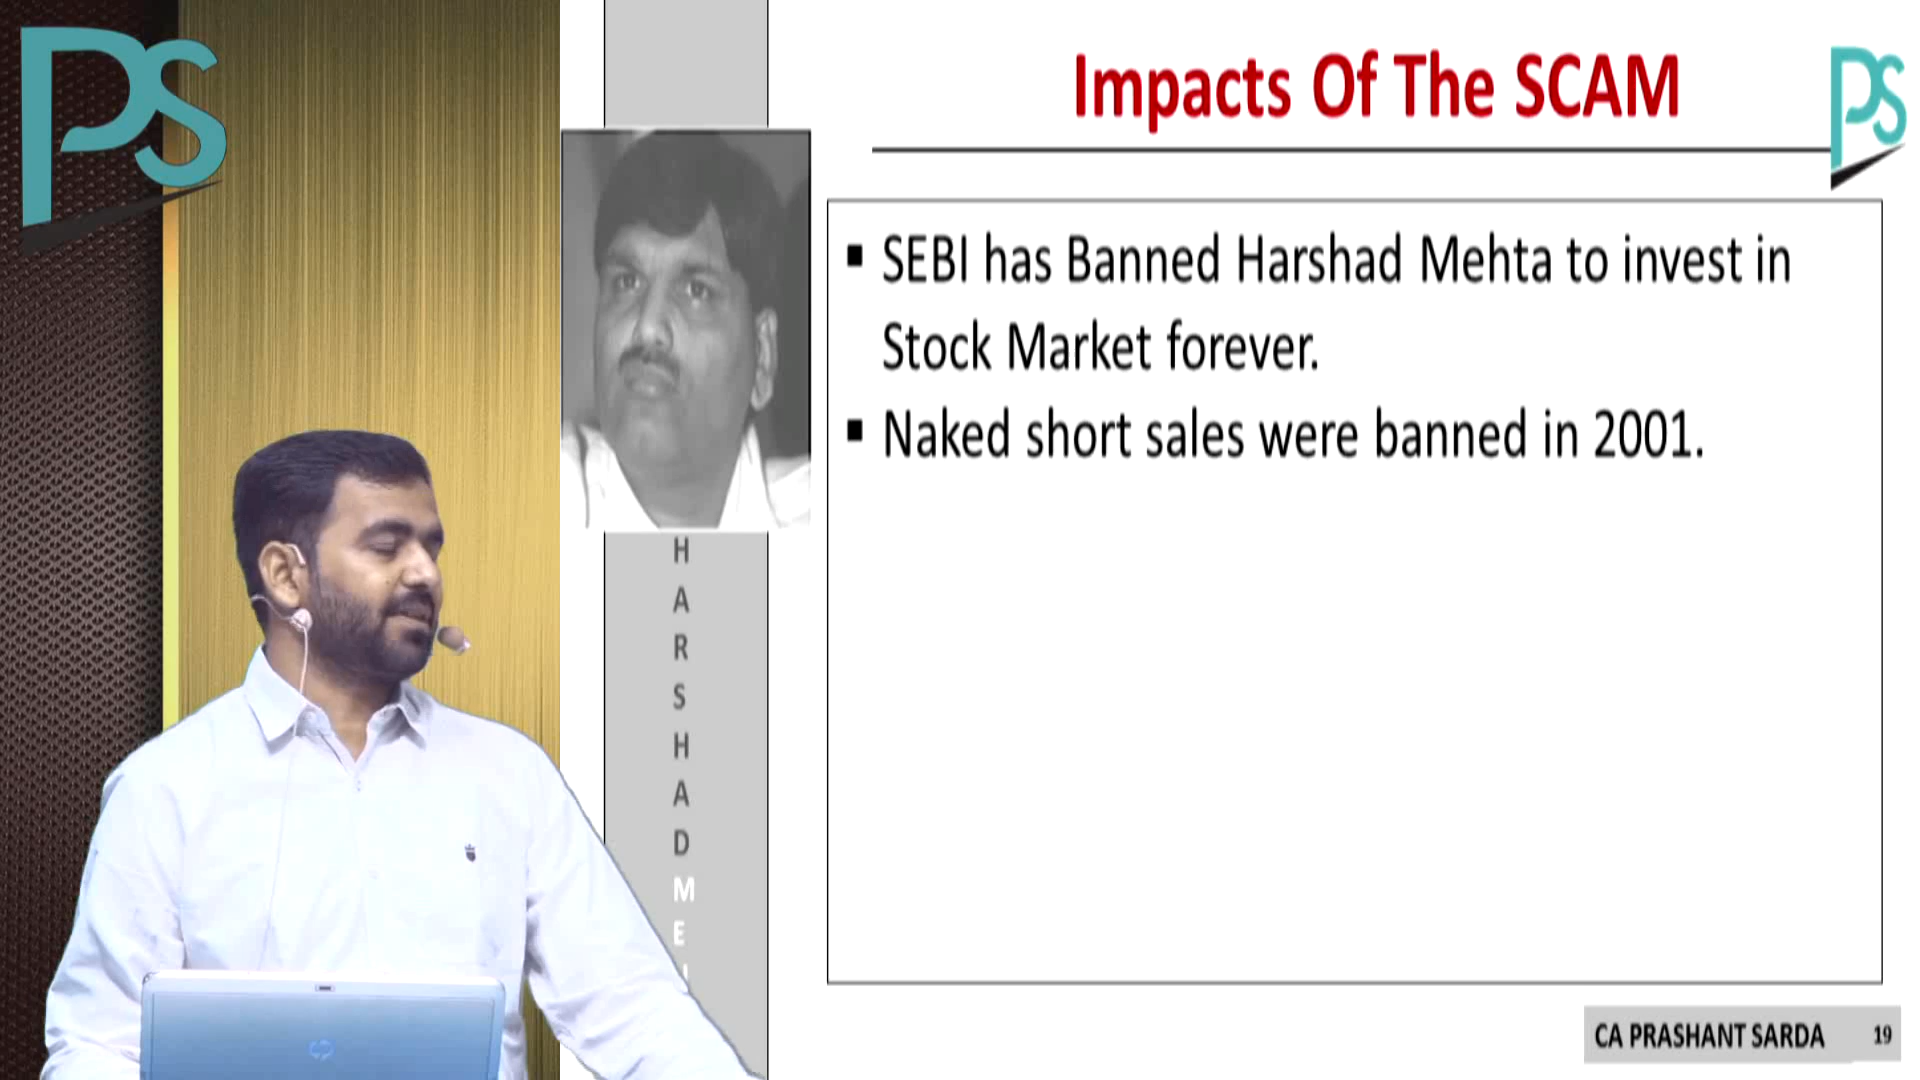 PS
Impacts Of The SCAM
PS
▪ SEBI has Banned Harshad Mehta to invest in
Stock Market forever.
▪ Naked short sales were banned in 2001.
H
A
R
S
H
A
D
M
E
CA PRASHANT SARDA 19